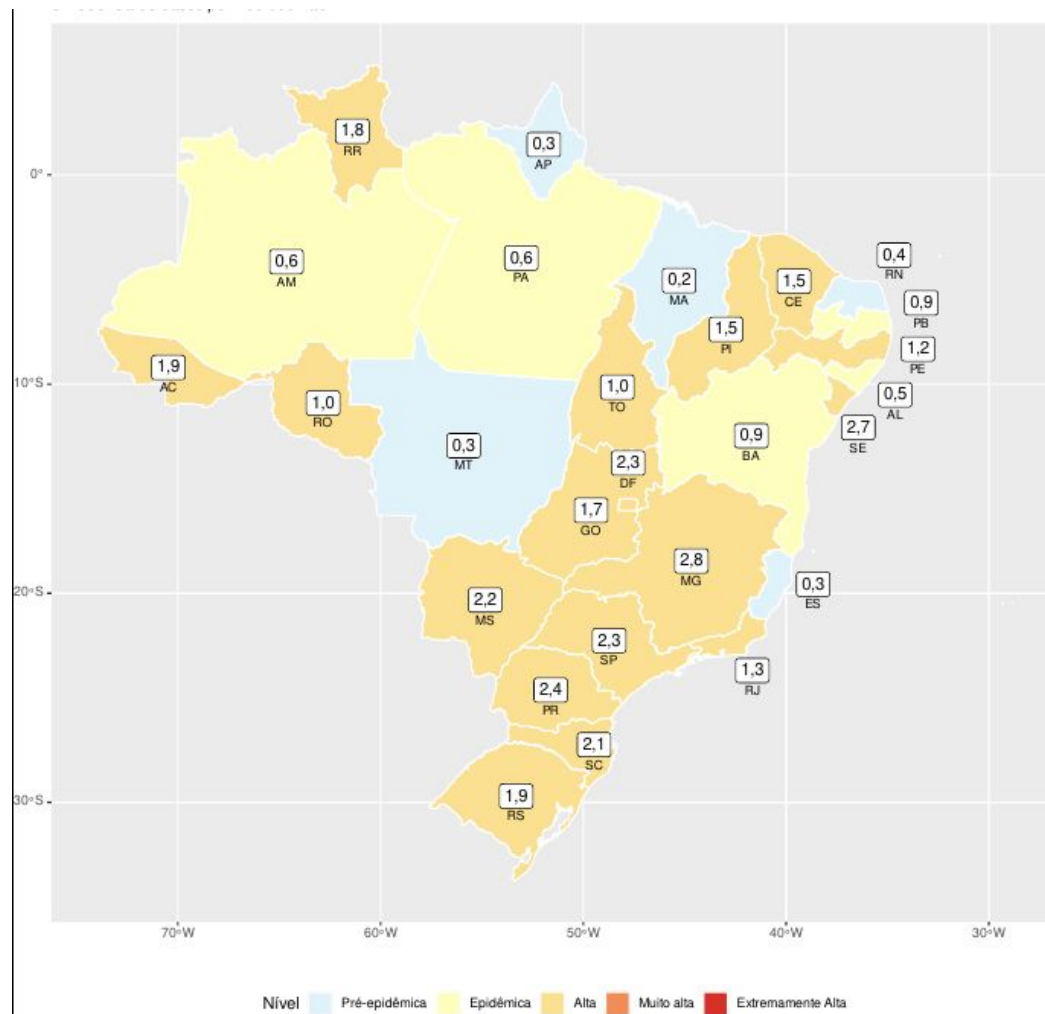 1,8
RR
0,3
AP
0°
0,6
AM
0,6
PA
0,2
MA
1,5
CE
0,4
RN
0,9
PB
1,5
PI
1,2
PE
1,9
AC
10°S
1,0
RO
1,0
TO
0,5
AL
0,3
MT
0,9
BA
2,7
SE
2,3
DF
1,7
GO
2,8
MG
0,3
ES
20°S
2,2
MS
2,3
SP
1,3
RJ
2,4
PR
2,1
SC
30°S
1,9
RS
70°W 60°W 50°W 40°W 30°W
Nível Pré-epidêmica Epidêmica Alta Muito alta Extremamente Alta